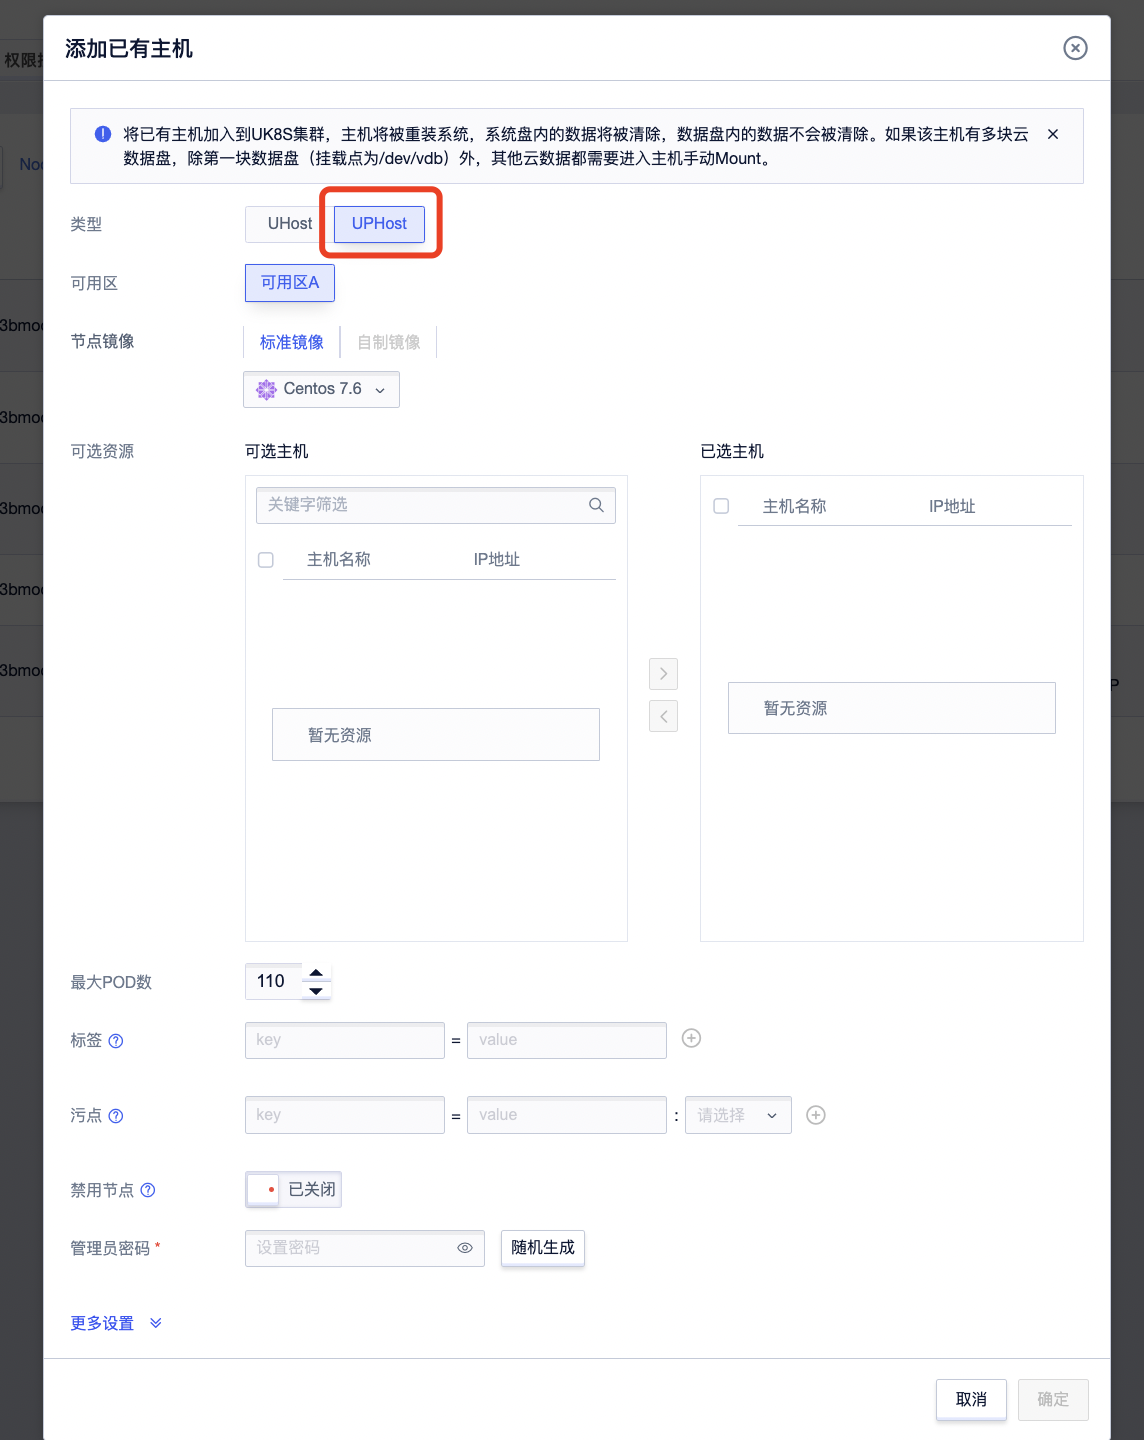 添加已有主机
权限
Noc
将已有主机加入到UK8S集群，主机将被重装系统，系统盘内的数据将被清除，数据盘内的数据不会被清除。如果该主机有多块云
数据盘，除第一块数据盘（挂载点为/dev/vdb）外，其他云数据都需要进入主机手动Mount。
类型
UHost
UPHost
可用区
可用区A
节点镜像
标准镜像
自制镜像
Centos 7.6
可选资源
可选主机
已选主机
关键字筛选
主机名称 IP地址
主机名称 IP地址
暂无资源
暂无资源
3bmo
3bmo
3bmo
3bmo
3bmo
P
最大POD数
110
标签
key = value
污点
key = value : 请选择
禁用节点
已关闭
管理员密码 *
设置密码
随机生成
更多设置
取消
确定